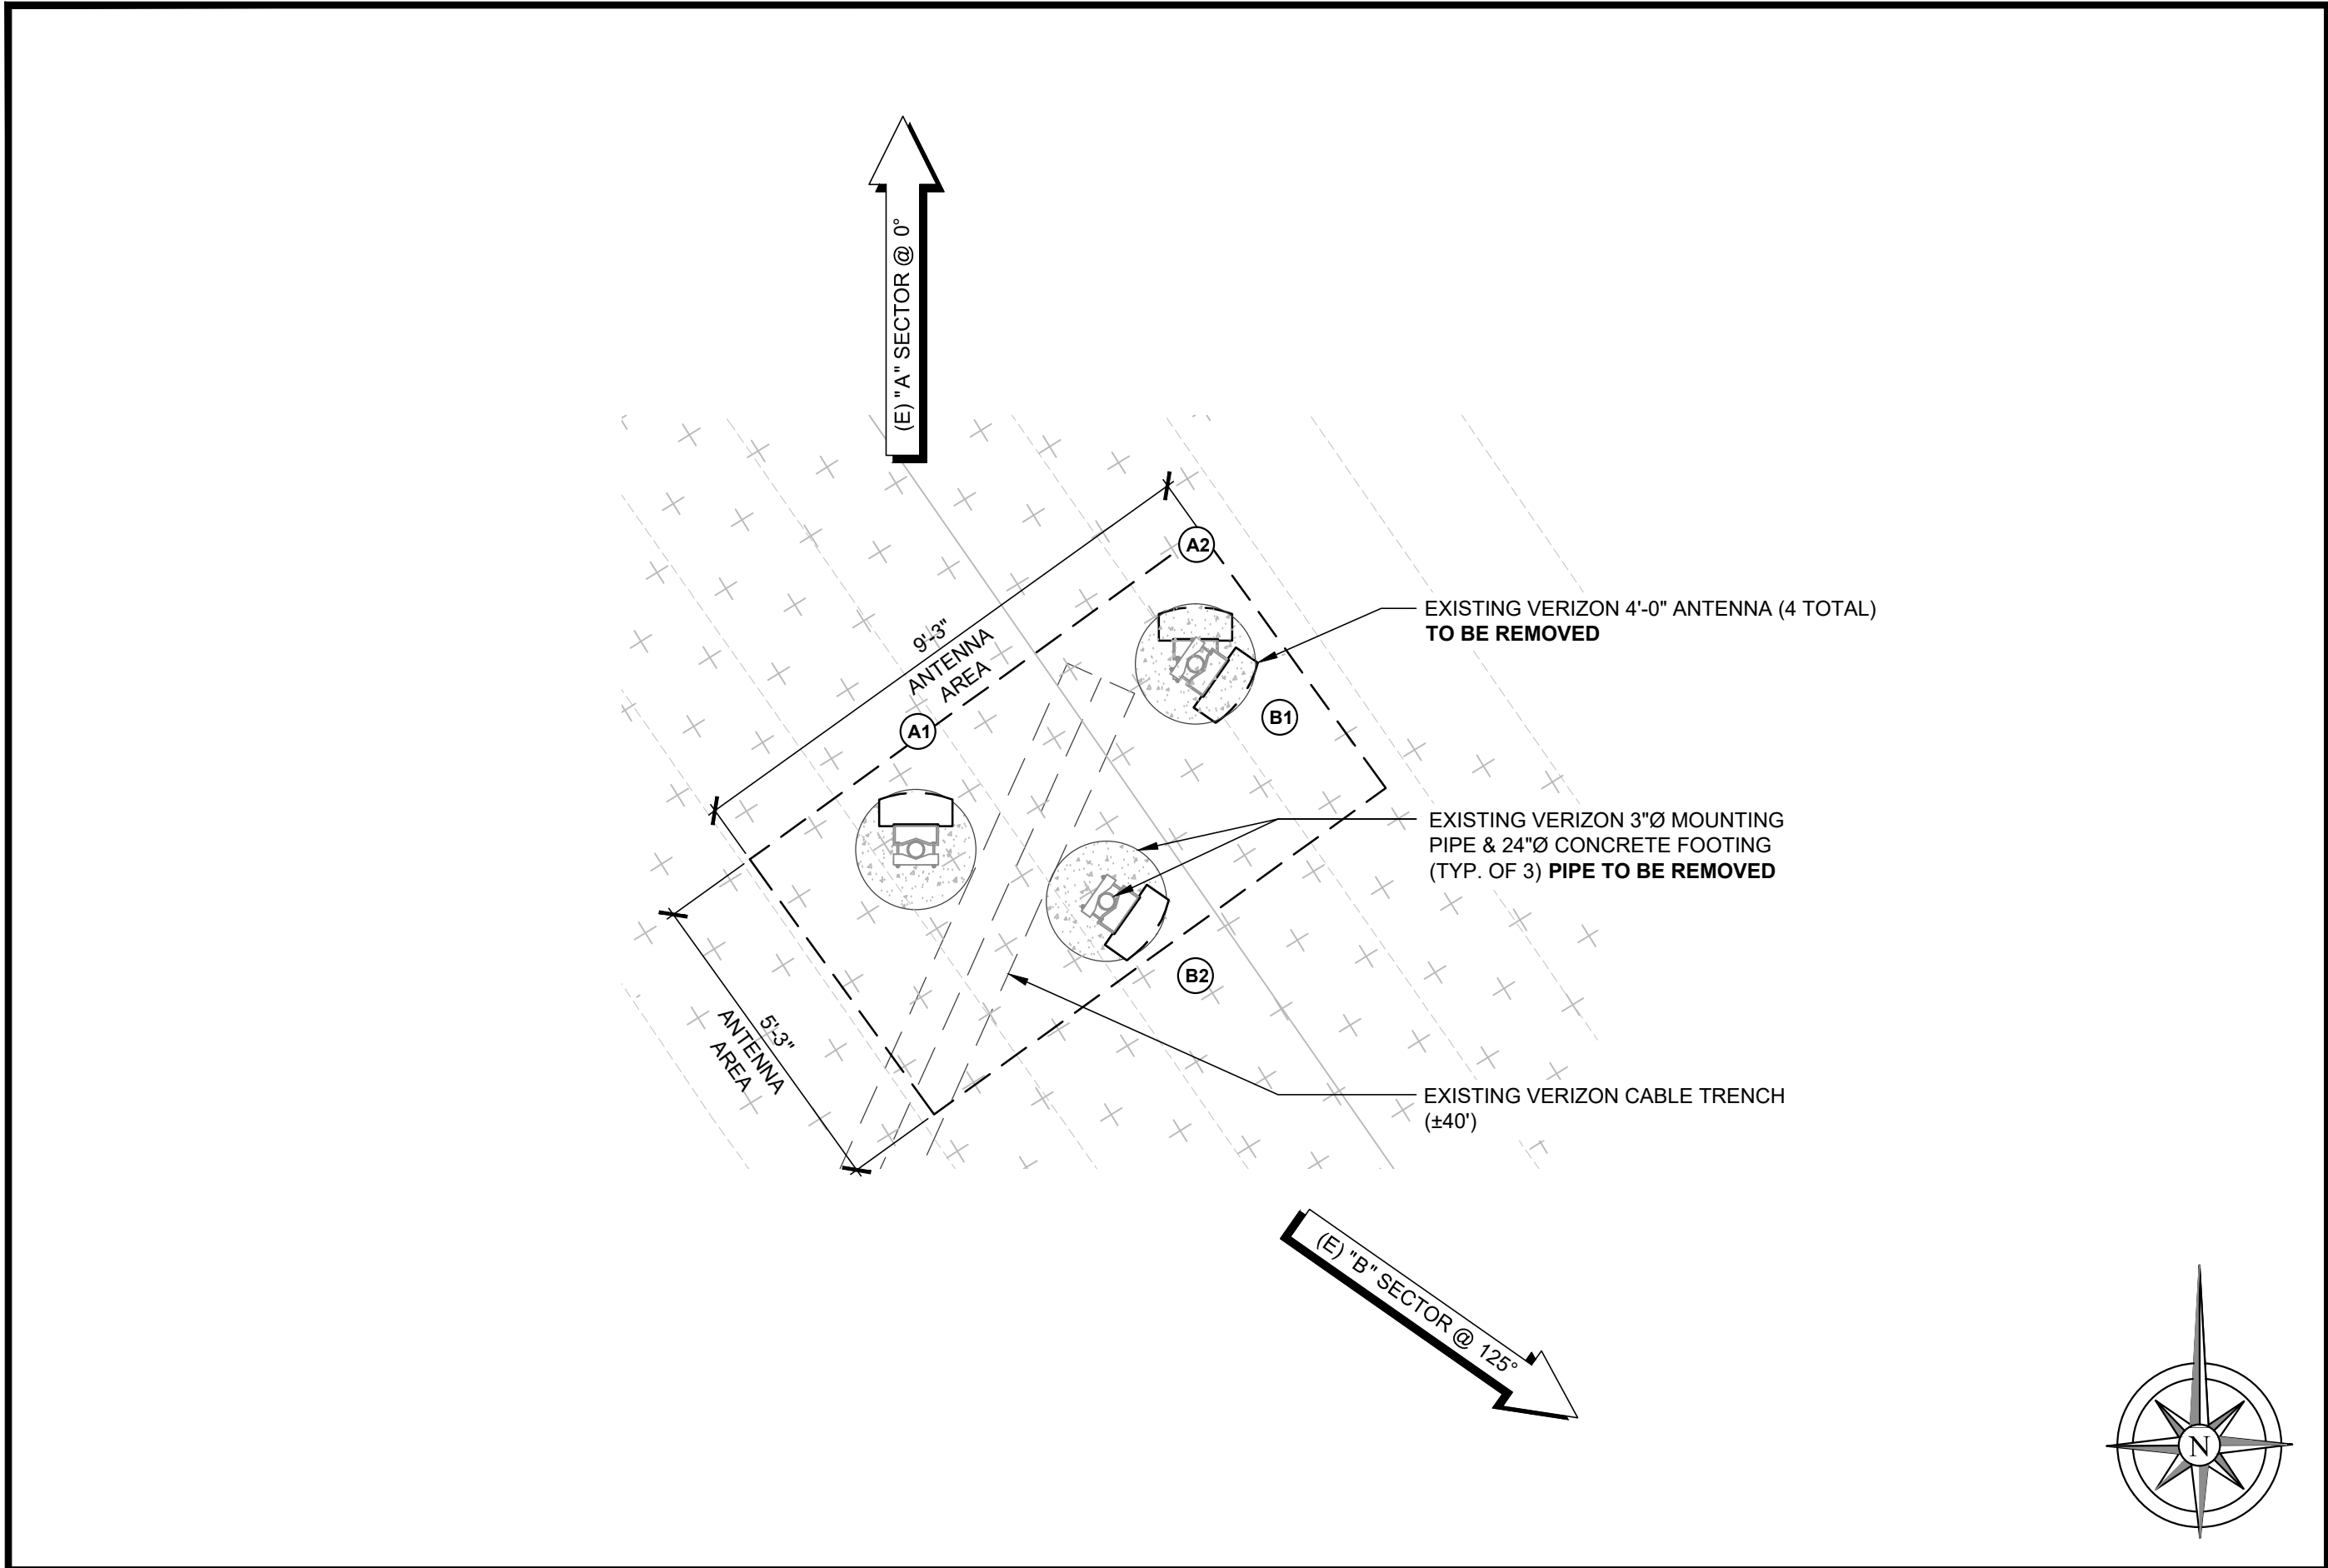 (E) "A" SECTOR @ 0°
A2
9'-3"
ANTENNA
AREA
EXISTING VERIZON 4'-0" ANTENNA (4 TOTAL)
TO BE REMOVED
A1
B1
EXISTING VERIZON 3"Ø MOUNTING
PIPE & 24"Ø CONCRETE FOOTING
(TYP. OF 3) PIPE TO BE REMOVED
B2
5'-3"
ANTENNA
AREA
EXISTING VERIZON CABLE TRENCH
(±40')
(E) "B" SECTOR @ 125°
N